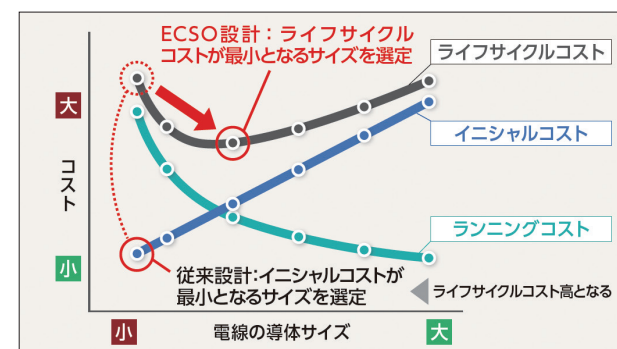 ECSO設計：ライフサイクル
コストが最小となるサイズを選定
ライフサイクルコスト
大
イニシャルコスト
コスト
ランニングコスト
小
従来設計:イニシャルコストが
最小となるサイズを選定
ライフサイクルコスト高となる
小
電線の導体サイズ
大